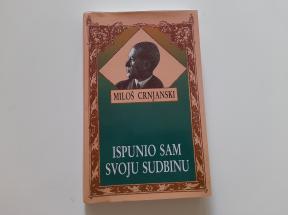 MILOŠ CRNJANSKI
ISPUNIO SAM
SVOJU SUDBINU